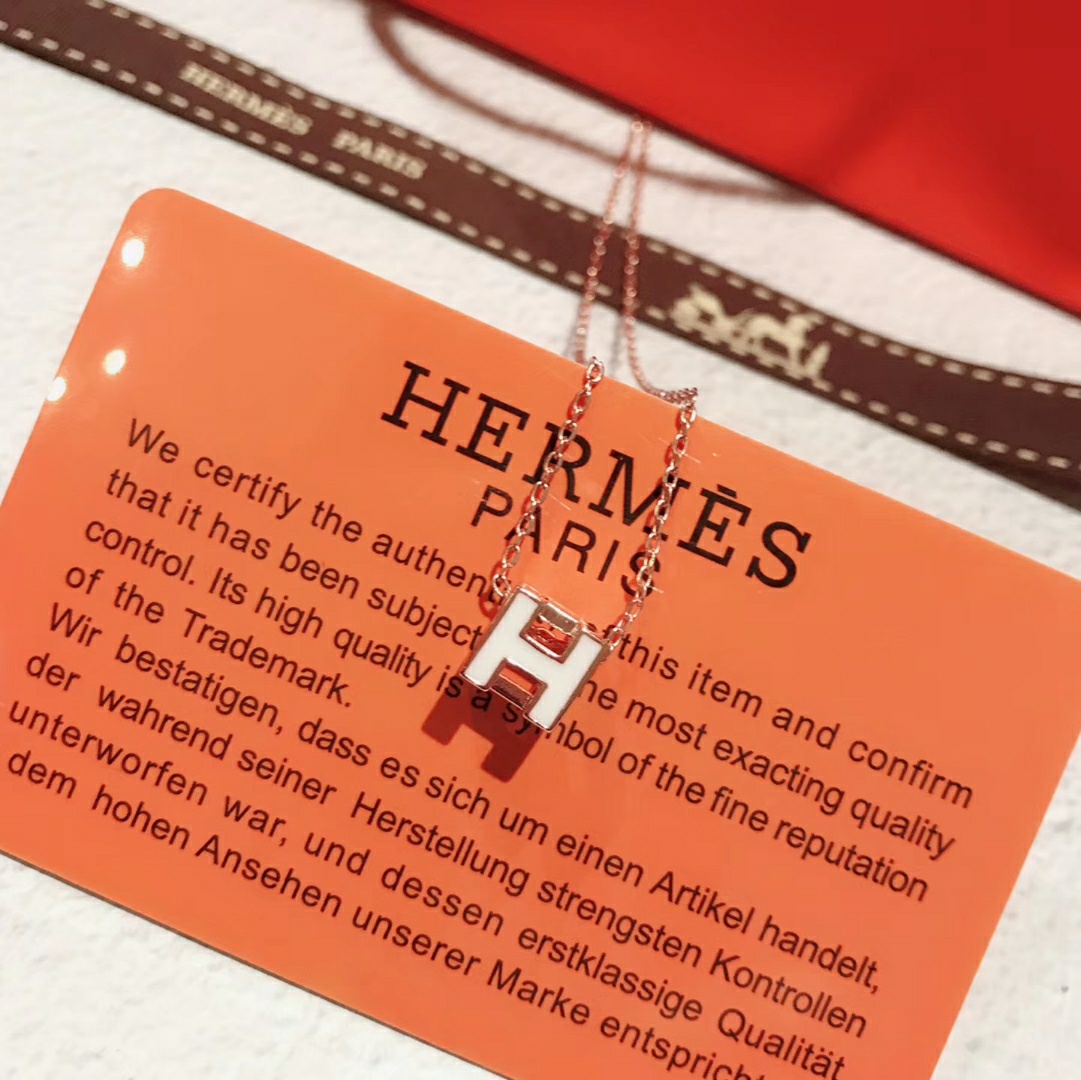 HERMÈS PARIS
HERMĖS
PARIS
We certify the authen this item and confirm
that it has been subject he most exacting quality
control. Its high quality is a symbol of the fine reputation
of the Trademark.
Wir bestatigen, dass es sich um einen Artikel handelt,
der wahrend seiner Herstellung strengsten Kontrollen
unterworfen war, und dessen erstklassige Qualität
dem hohen Ansehen unserer Marke entspricht